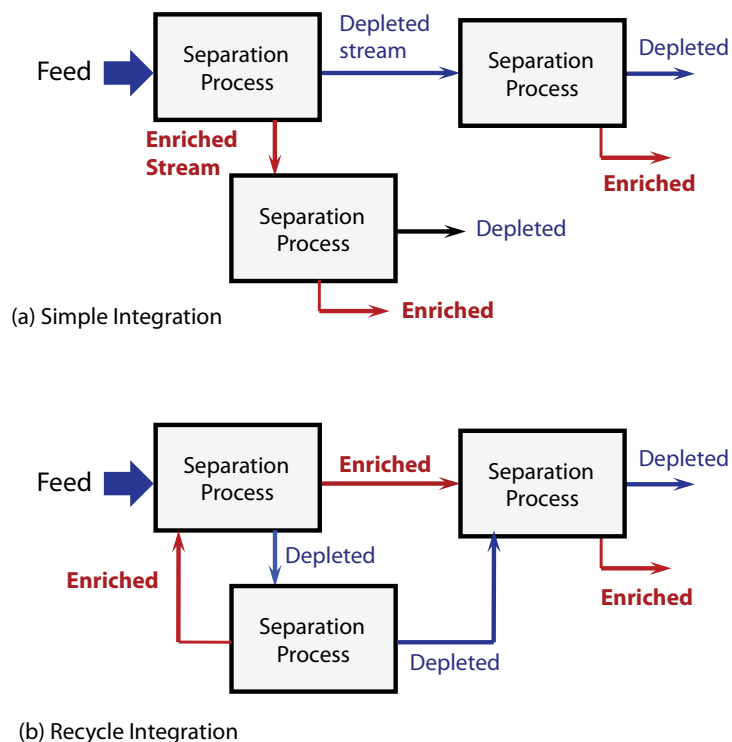 Feed
Separation
Process
Depleted
stream
Separation
Process
Depleted
Enriched
Stream
Enriched
Separation
Process
Depleted
Enriched
(a) Simple Integration
Feed
Separation
Process
Enriched
Separation
Process
Depleted
Enriched
Depleted
Enriched
Separation
Process
Depleted
(b) Recycle Integration